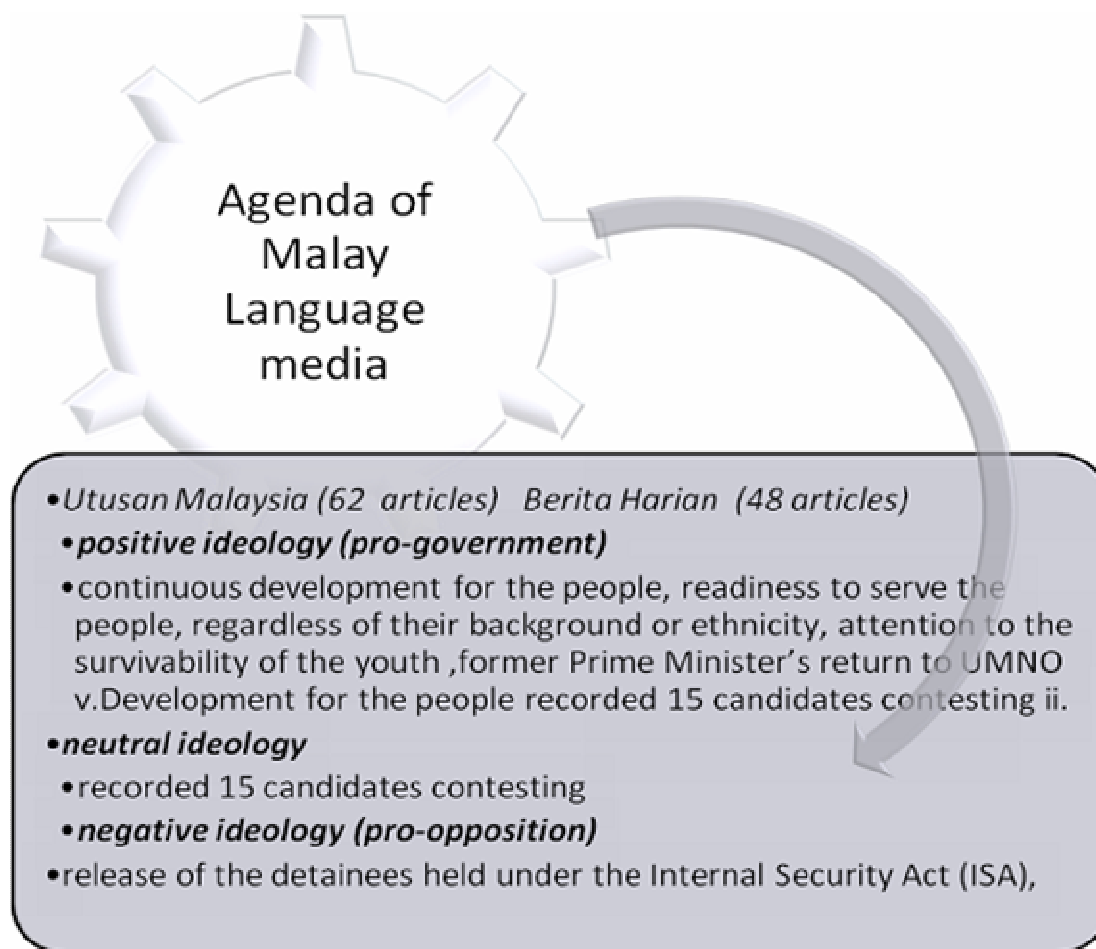 Agenda of
Malay
Language
media
•Utusan Malaysia (62 articles) Berita Harian (48 articles)
•positive ideology (pro-government)
•continuous development for the people, readiness to serve the
people, regardless of their background or ethnicity, attention to the
survivability of the youth ,former Prime Minister's return to UMNO
v.Development for the people recorded 15 candidates contesting ii.
•neutral ideology
•recorded 15 candidates contesting
•negative ideology (pro-opposition)
•release of the detainees held under the Internal Security Act (ISA),